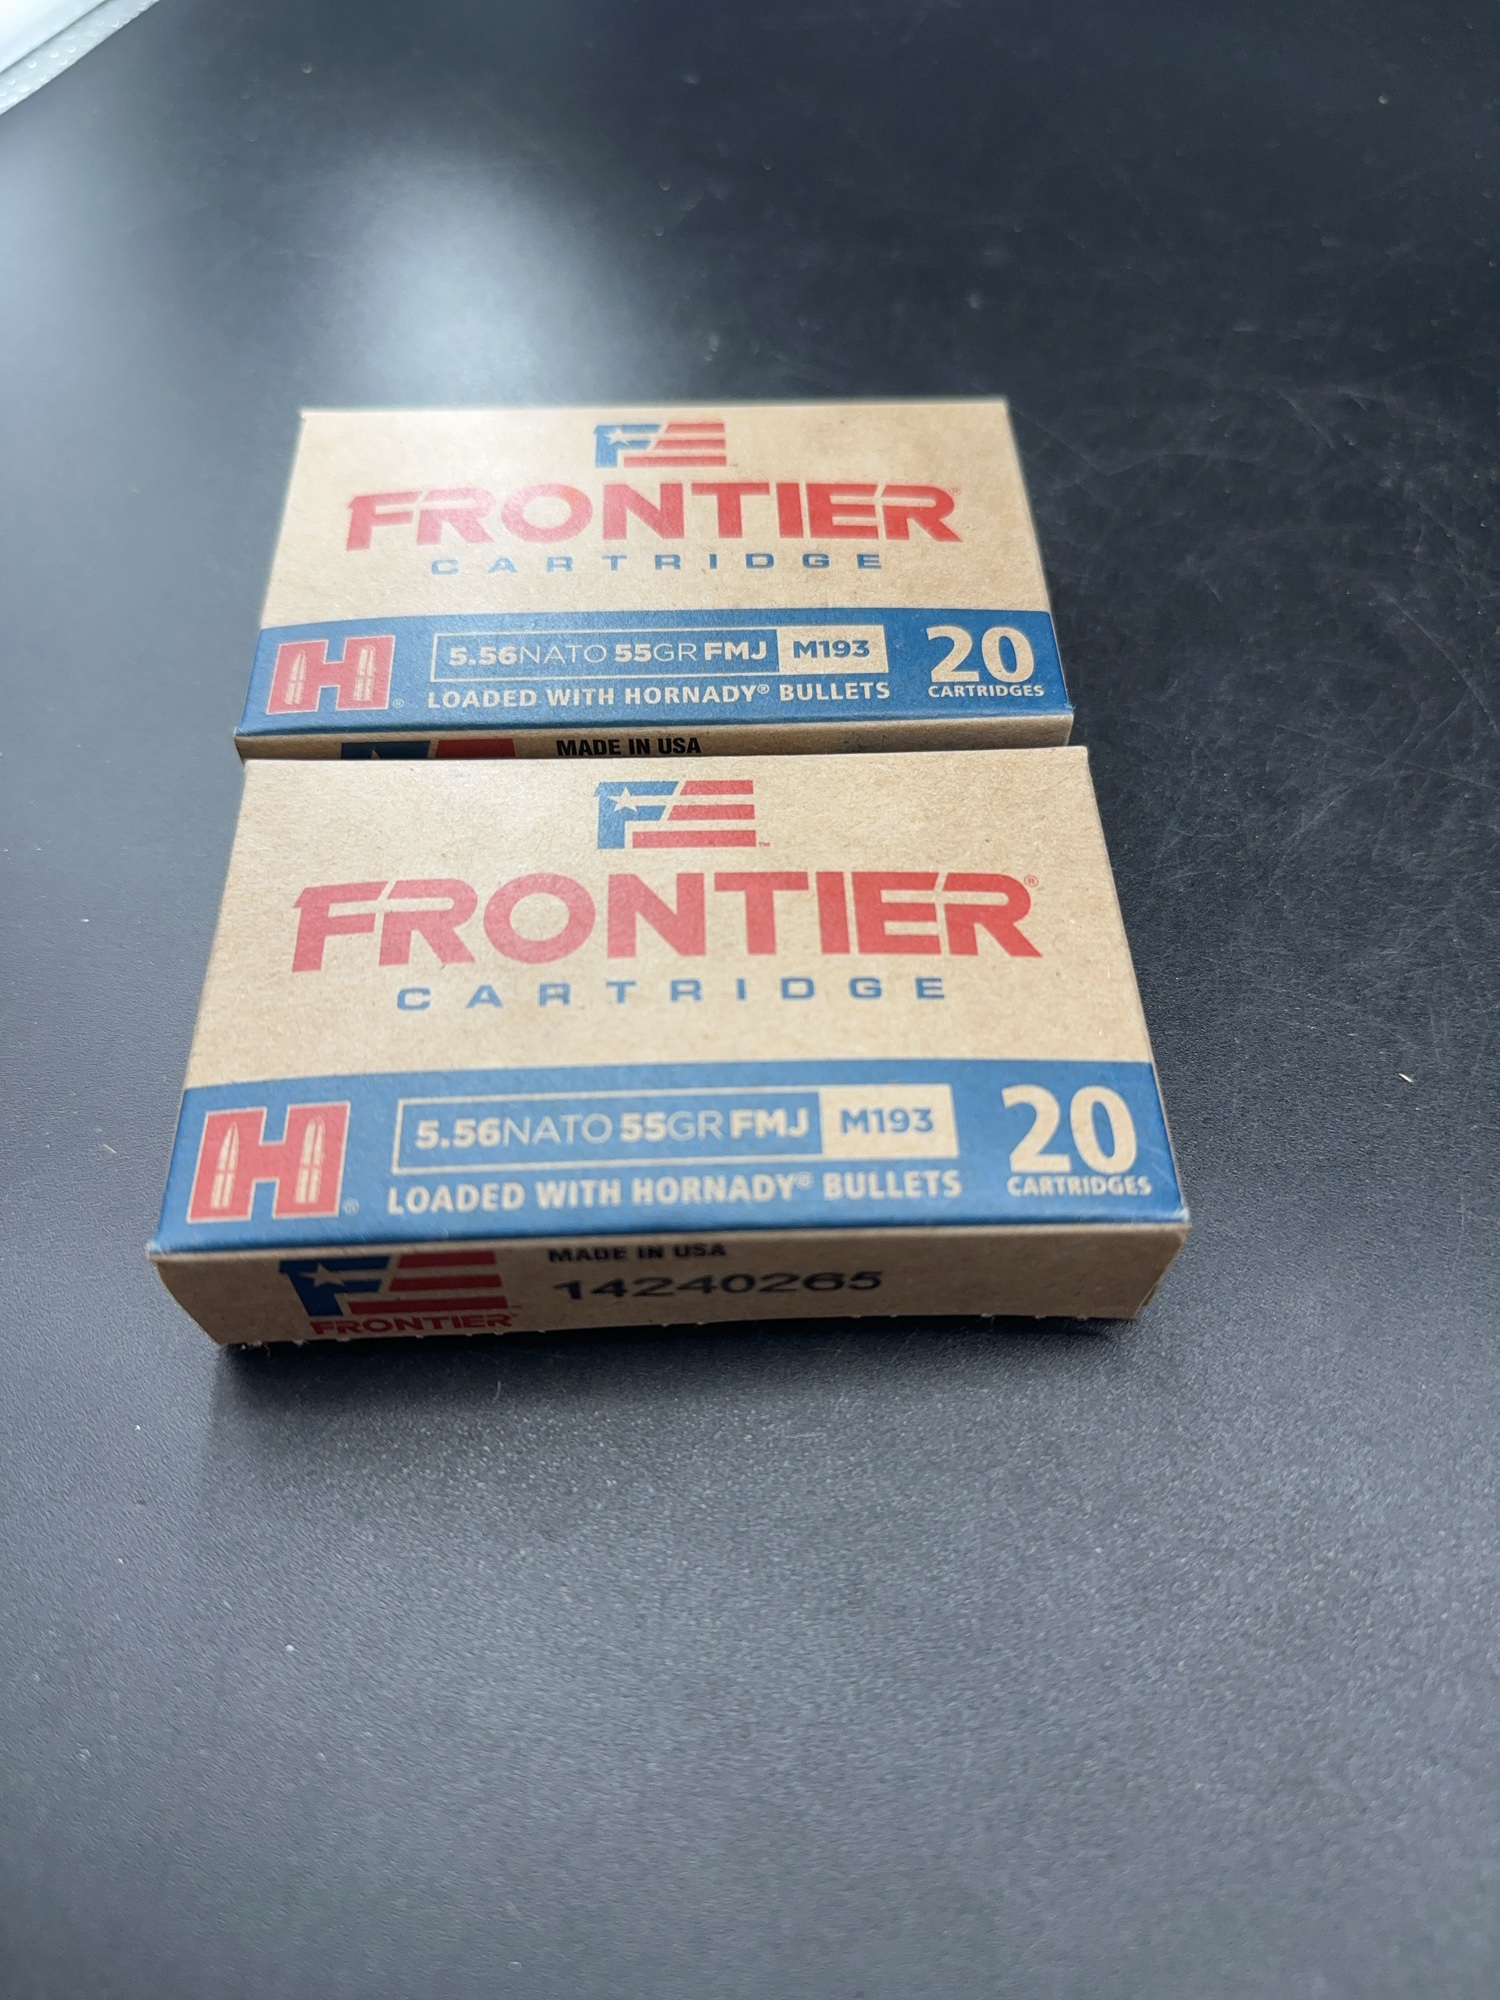 FRONTIER®
CARTRIDGE
5.56NATO 55GR FMJ M193
LOADED WITH HORNADY® BULLETS
20
CARTRIDGES
H®
MADE IN USA
F™
FRONTIER®
CARTRIDGE
5.56NATO 55GR FMJ M193
LOADED WITH HORNADY® BULLETS
20
CARTRIDGES
H®
MADE IN USA
14240265
FRONTIER